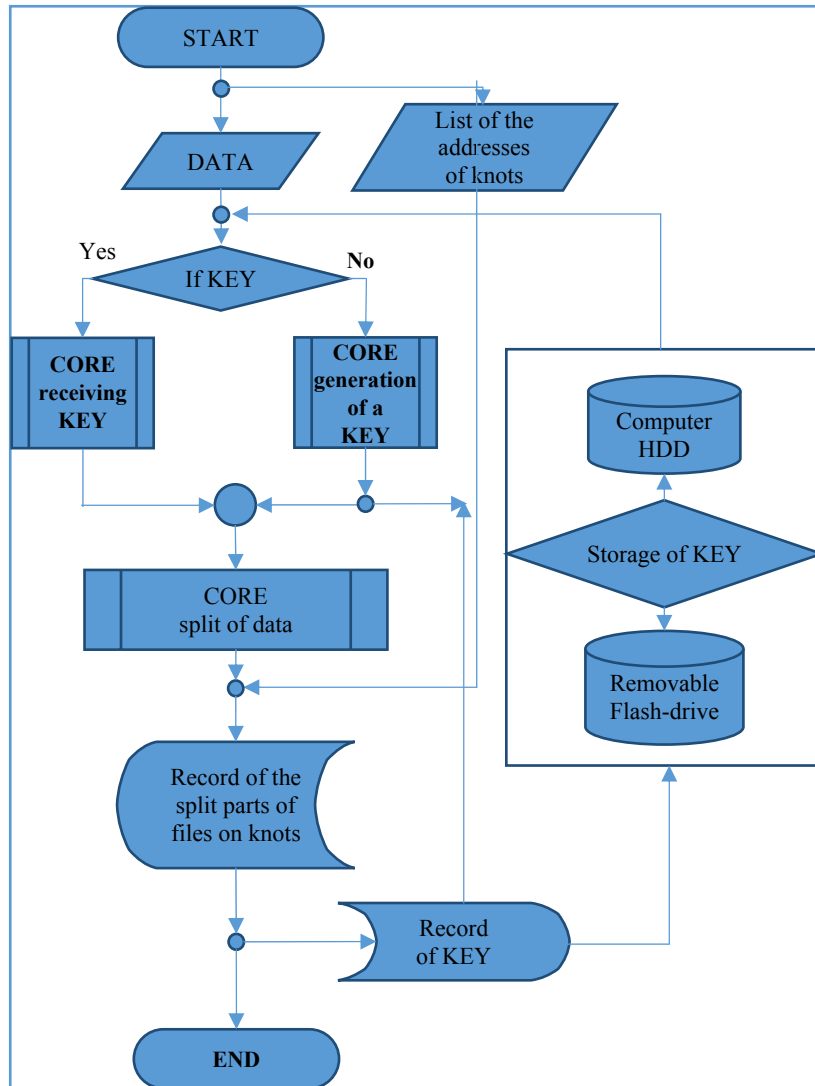 START
List of the
addresses
of knots
DATA
Yes
No
If KEY
CORE
receiving
KEY
CORE
generation
of a
KEY
Computer
HDD
Storage of KEY
Removable
Flash-drive
CORE
split of data
Record of the
split parts of
files on knots
Record
of KEY
END